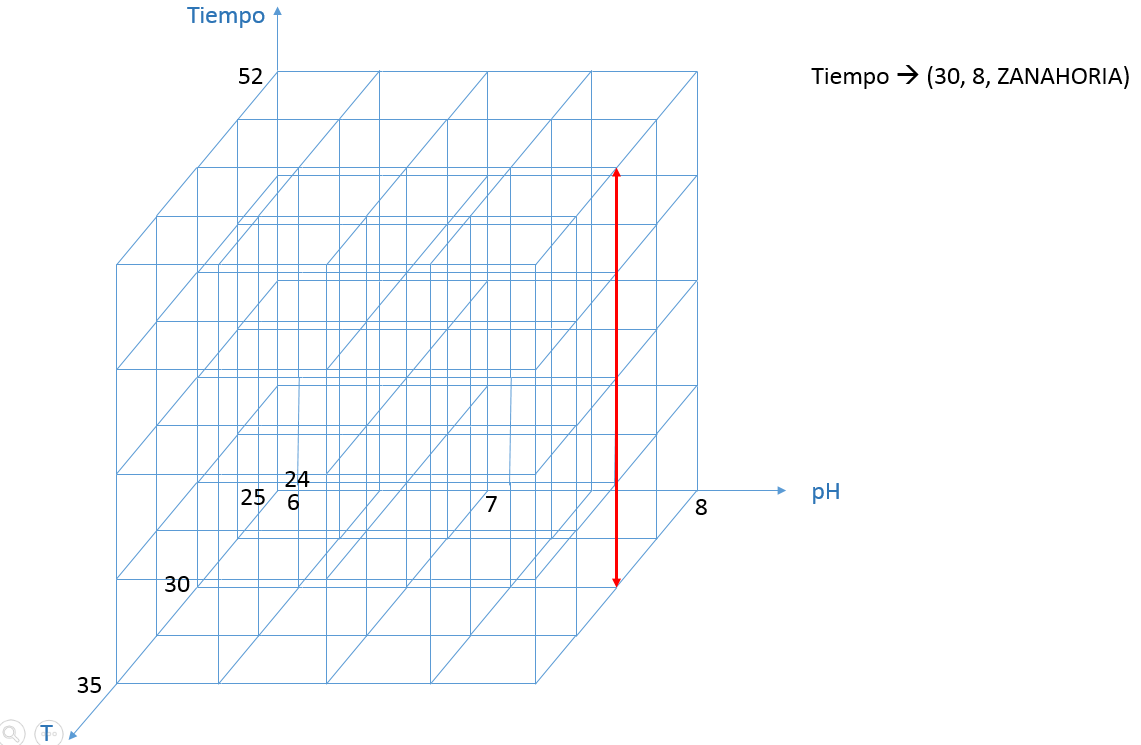 Tiempo
52
Tiempo → (30, 8, ZANAHORIA)
24
25
6
7
8
pH
30
35
T